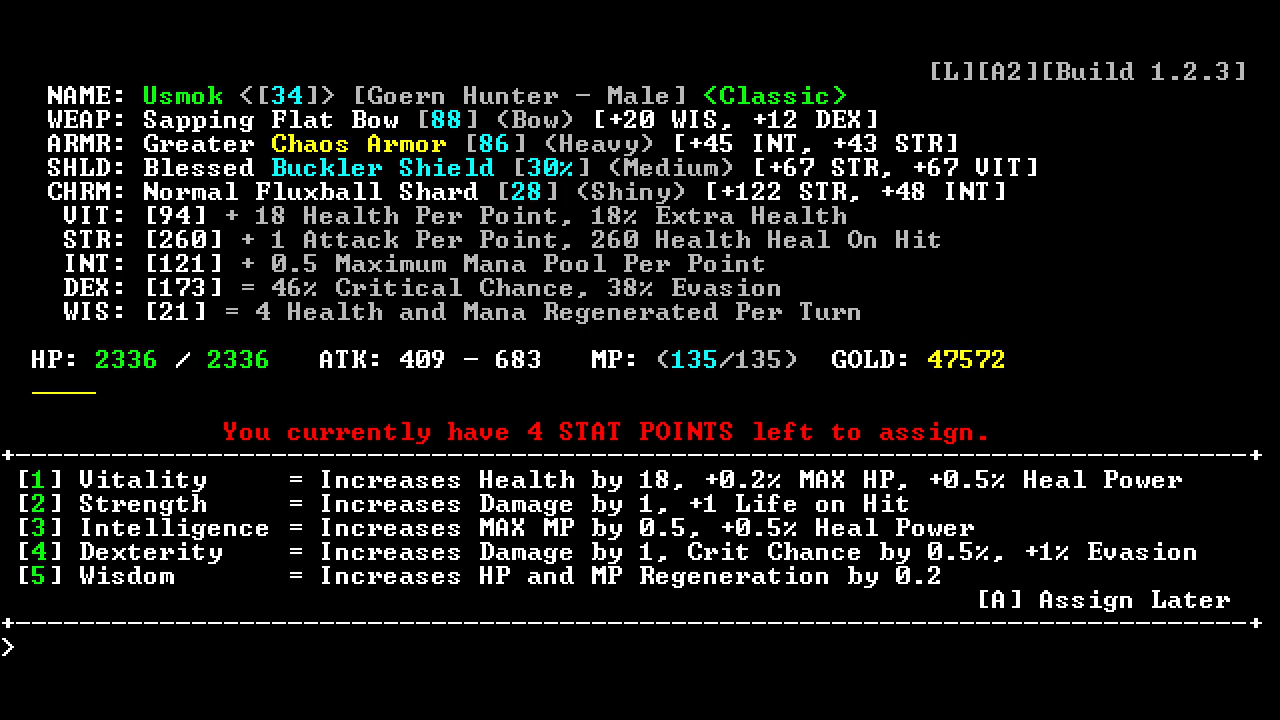 [L][A2][Build 1.2.3]
NAME: Usmok <[34]> [Goern Hunter - Male] <Classic>
WEAP: Sapping Flat Bow [88] (Bow) [+20 WIS, +12 DEX]
ARMR: Greater Chaos Armor [86] (Heavy) [+45 INT, +43 STR]
SHLD: Blessed Buckler Shield [30%] (Medium) [+67 STR, +67 VIT]
CHRM: Normal Fluxball Shard [28] (Shiny) [+122 STR, +48 INT]
VIT: [94] + 18 Health Per Point, 18% Extra Health
STR: [260] + 1 Attack Per Point, 260 Health Heal On Hit
INT: [121] + 0.5 Maximum Mana Pool Per Point
DEX: [173] = 46% Critical Chance, 38% Evasion
WIS: [21] = 4 Health and Mana Regenerated Per Turn
HP: 2336 / 2336 ATK: 409 - 683 MP: (135/135) GOLD: 47572
You currently have 4 STAT POINTS left to assign.
[1] Vitality = Increases Health by 18, +0.2% MAX HP, +0.5% Heal Power
[2] Strength = Increases Damage by 1, +1 Life on Hit
[3] Intelligence = Increases MAX MP by 0.5, +0.5% Heal Power
[4] Dexterity = Increases Damage by 1, Crit Chance by 0.5%, +1% Evasion
[5] Wisdom = Increases HP and MP Regeneration by 0.2
[A] Assign Later
>